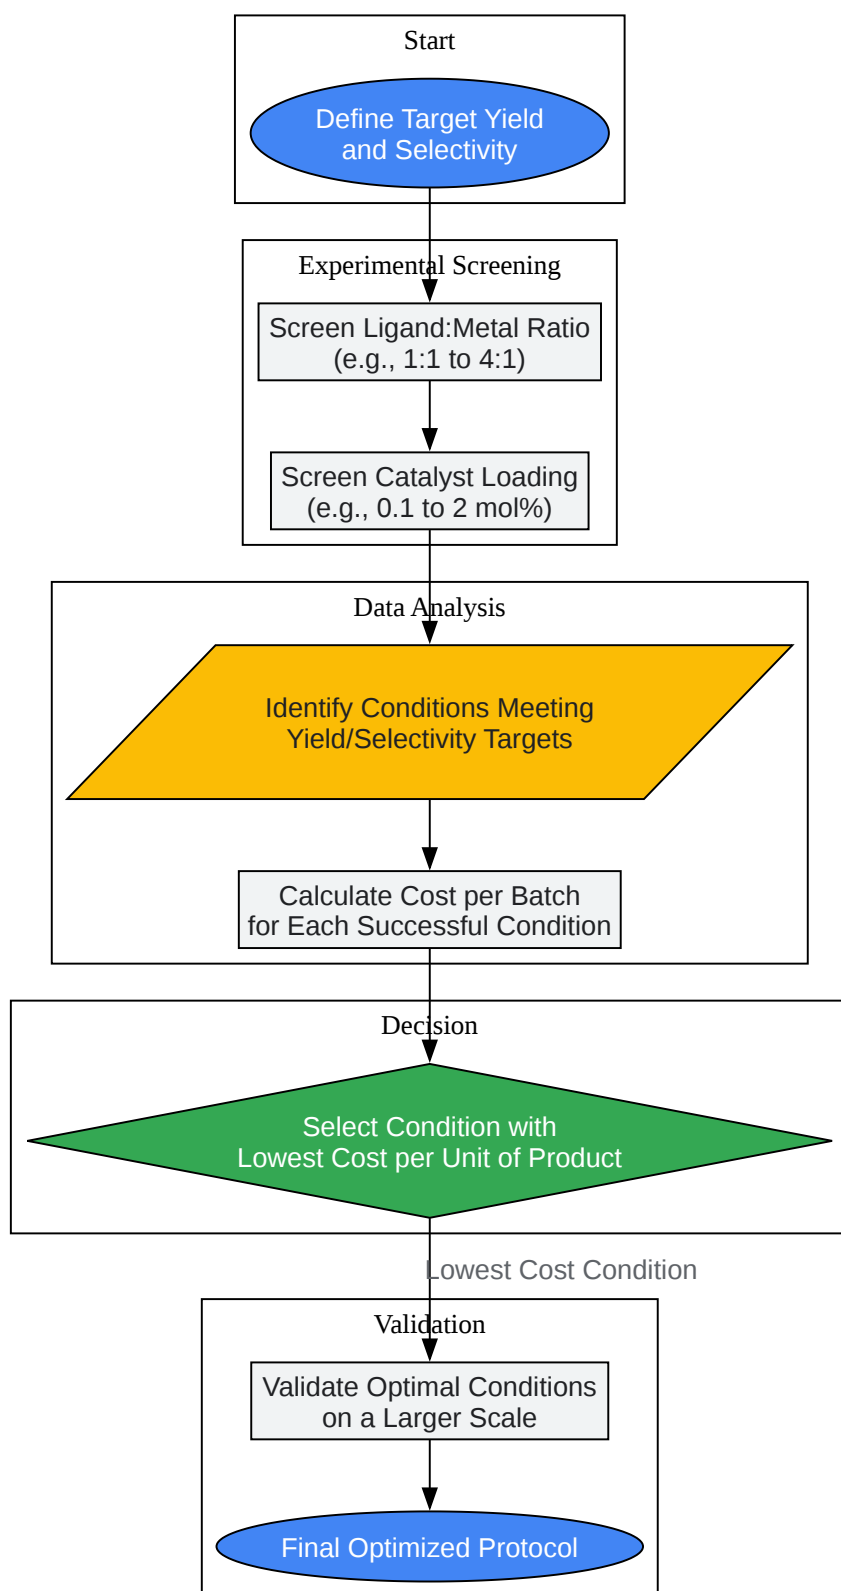 Start
Define Target Yield
and Selectivity
Experimental Screening
Screen Ligand:Metal Ratio
(e.g., 1:1 to 4:1)
Screen Catalyst Loading
(e.g., 0.1 to 2 mol%)
Data Analysis
Identify Conditions Meeting
Yield/Selectivity Targets
Calculate Cost per Batch
for Each Successful Condition
Decision
Select Condition with
Lowest Cost per Unit of Product
Lowest Cost Condition
Validation
Validate Optimal Conditions
on a Larger Scale
Final Optimized Protocol